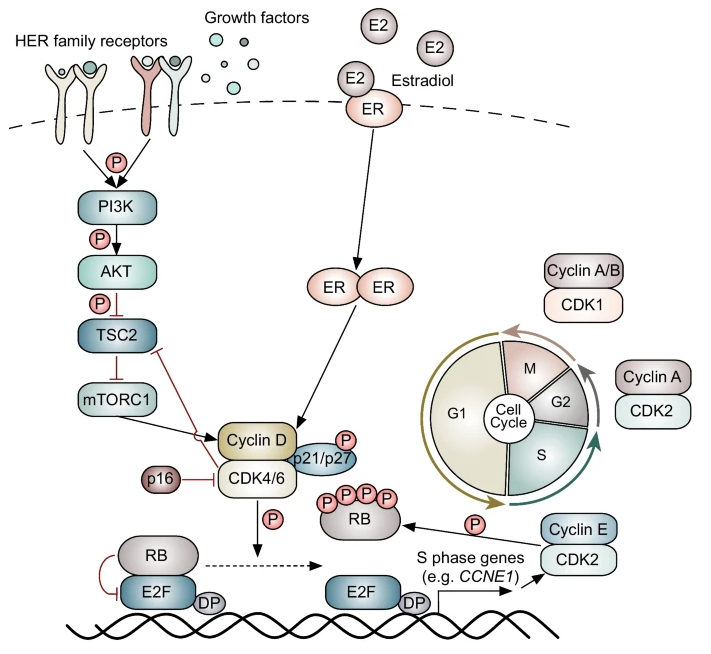 Growth factors
HER family receptors
E2
E2
E2
Estradiol
ER
P
PI3K
P
AKT
P
TSC2
mTORC1
ER
ER
Cyclin A/B
CDK1
Cyclin A
CDK2
M
G2
G1
Cell
Cycle
S
Cyclin D
CDK4/6
P
p21/p27
p16
P
P
P
P
P
RB
P
Cyclin E
CDK2
S phase genes
(e.g. CCNE1)
RB
E2F
DP
E2F
DP